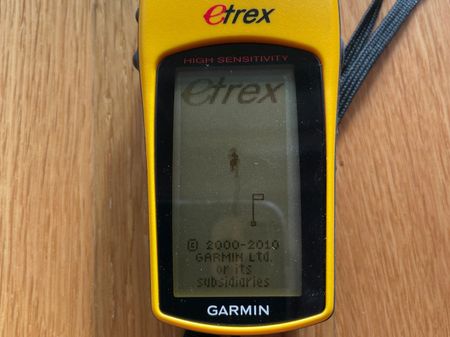 etrex
HIGH SENSITIVITY
etrex
© 2000-2010
GARMIN Ltd.
or its
subsidiaries
GARMIN